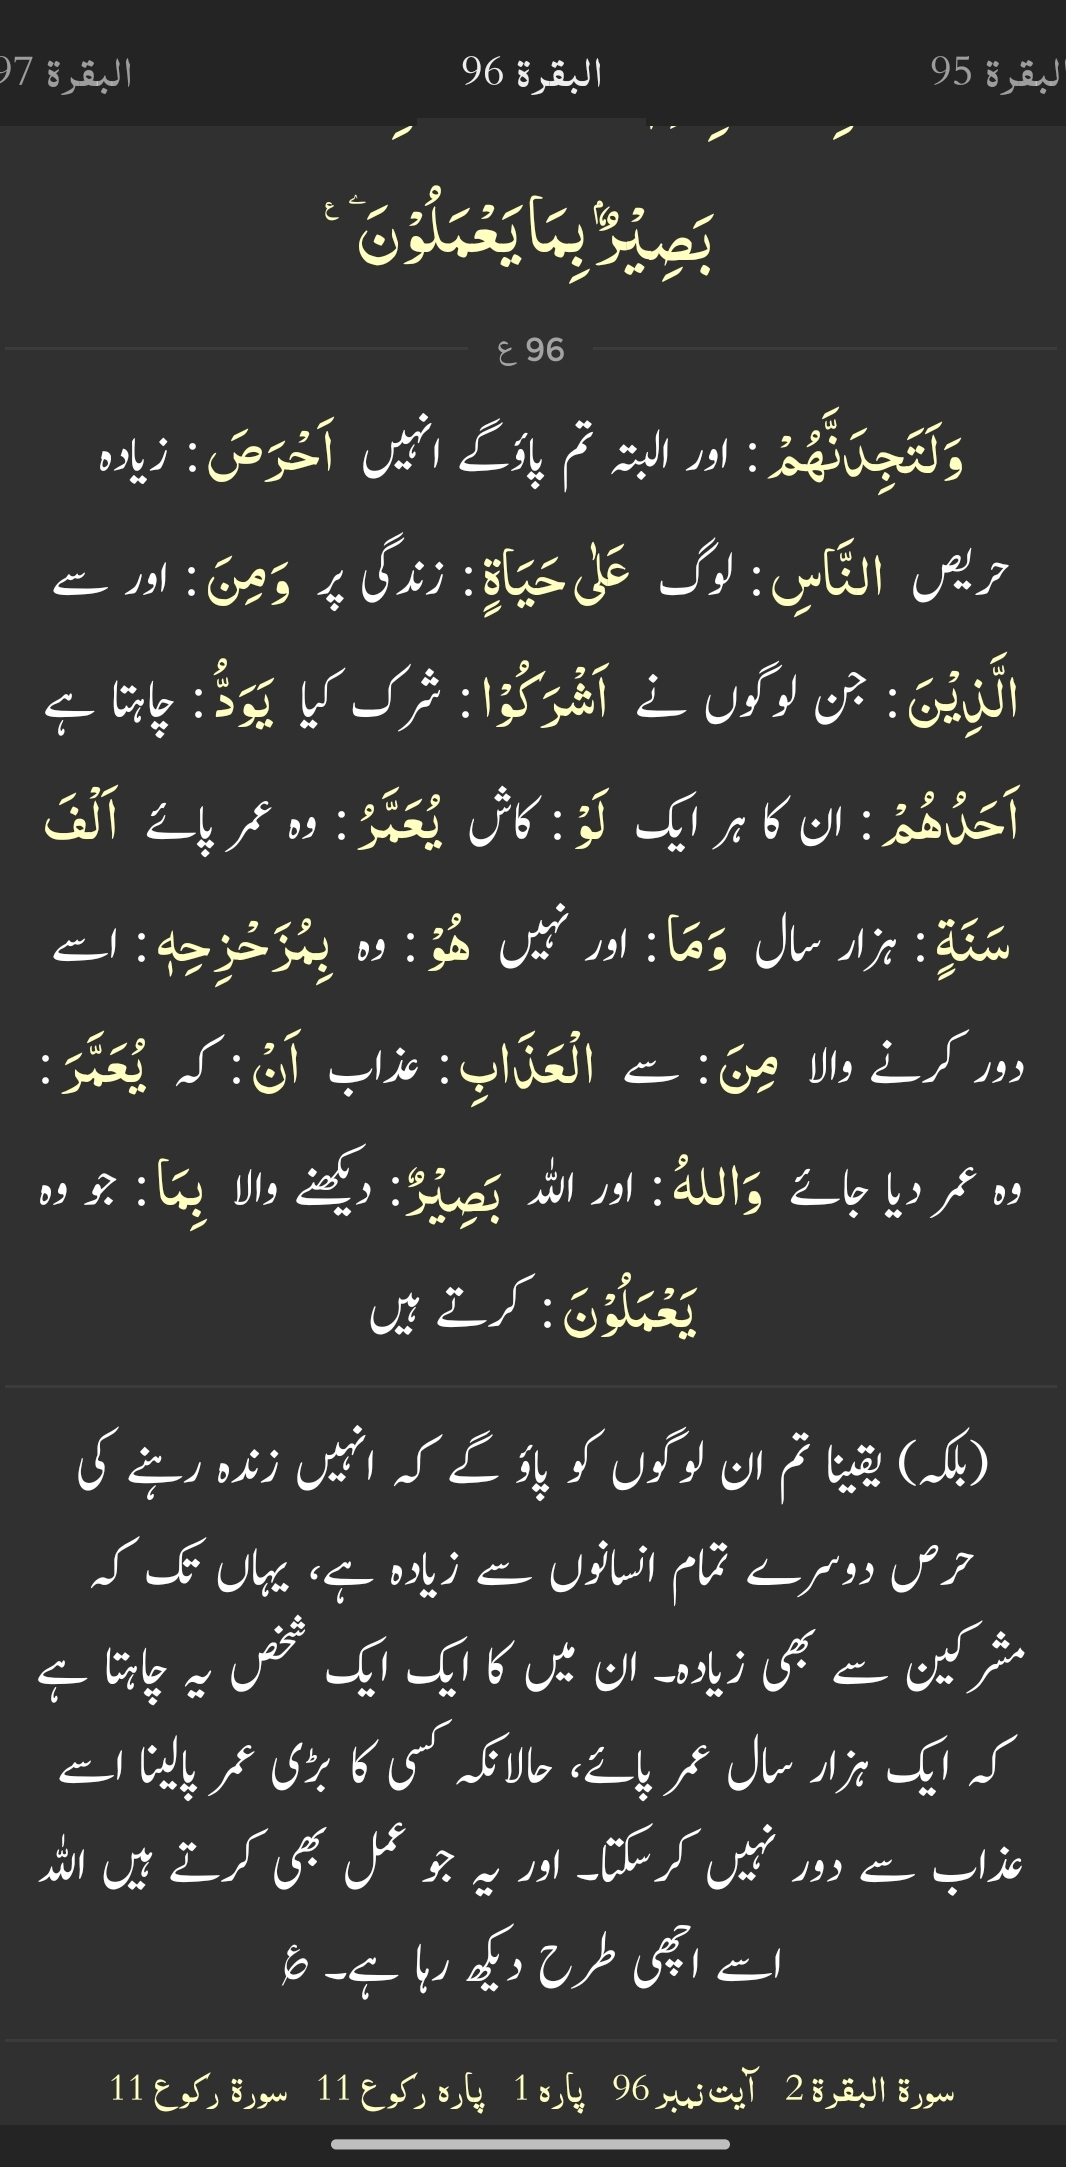 البقرة 95 البقرة 96 البقرة 97
بَصِيْرٌۢ بِمَا يَعْمَلُوْنَ ۧ
96 ع
وَلَتَجِدَنَّھُمْ : اور البتہ تم پاؤگے انہیں اَحْرَصَ : زیادہ
حریص النَّاسِ : لوگ عَلٰي حَيَاةٍ : زندگی پر وَمِنَ : اور سے
الَّذِيْنَ : جن لوگوں نے اَشْرَكُوْا : شرک کیا يَوَدُّ : چاہتا ہے
اَحَدُھُمْ : ان کا ہر ایک لَوْ : کاش يُعَمَّرُ : وہ عمر پائے اَلْفَ
سَنَةٍ : ہزار سال وَمَا : اور نہیں هُوْ : وہ بِمُزَحْزِحِهٖ : اسے
دور کرنے والا مِنَ : سے الْعَذَابِ : عذاب اَنْ : کہ يُعَمَّرَ :
وہ عمر دیا جائے وَاللہُ : اور اللہ بَصِيْرٌ : دیکھنے والا بِمَا : جو وہ
يَعْمَلُوْنَ : کرتے ہیں
(بلکہ) یقینا تم ان لوگوں کو پاؤ گے کہ انہیں زندہ رہنے کی
حرص دوسرے تمام انسانوں سے زیادہ ہے، یہاں تک کہ
مشرکین سے بھی زیادہ۔ ان میں کا ایک ایک شخص یہ چاہتا ہے
کہ ایک ہزار سال عمر پائے، حالانکہ کسی کا بڑی عمر پالینا اسے
عذاب سے دور نہیں کرسکتا۔ اور یہ جو عمل بھی کرتے ہیں اللہ
اسے اچھی طرح دیکھ رہا ہے۔
سورة البقرة 2 آیت نمبر 96 پارہ 1 پارہ رکوع 11 سورة رکوع 11